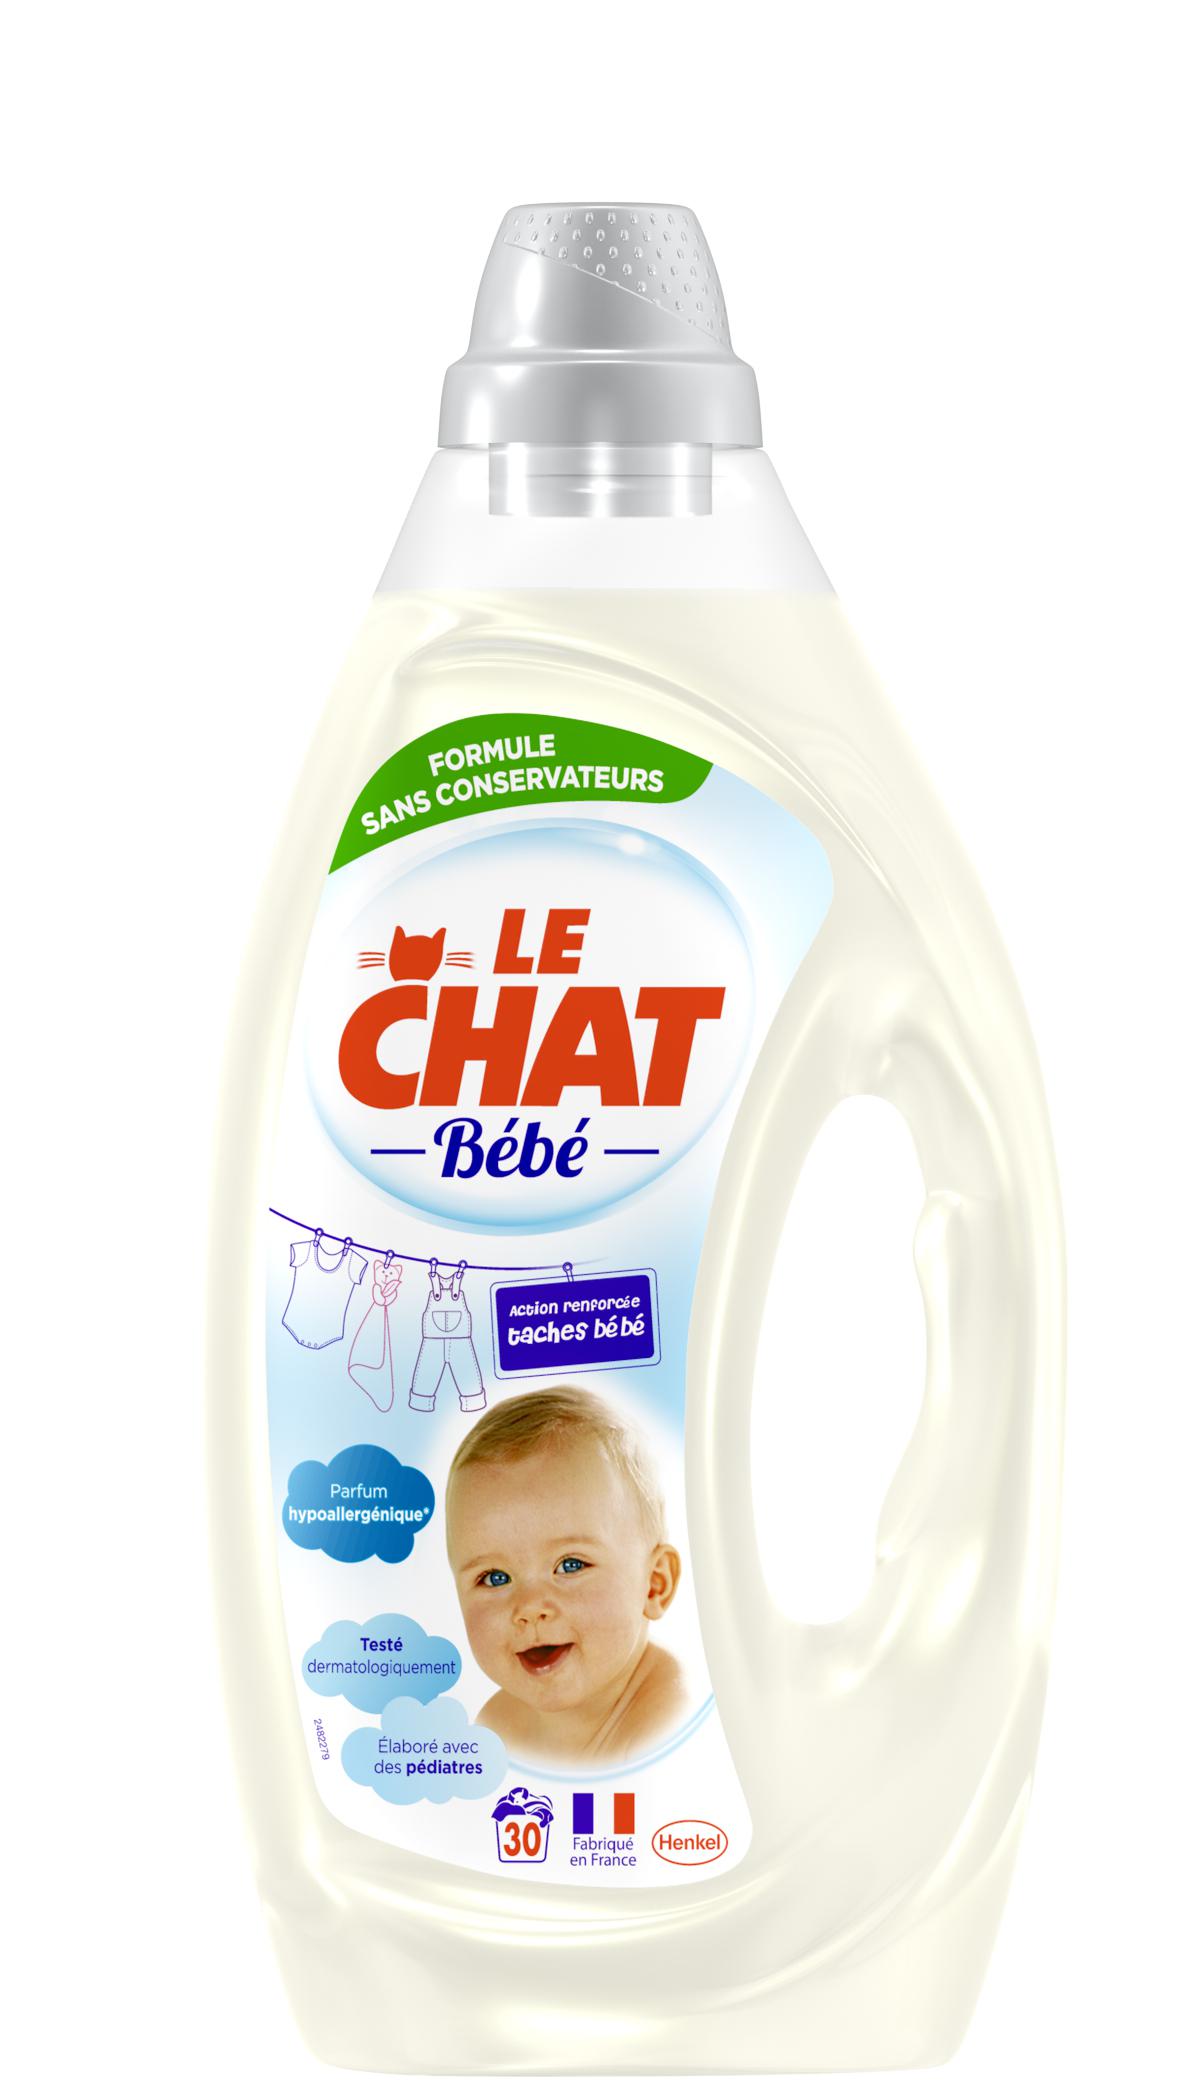 FORMULE
SANS CONSERVATEURS
LE
CHAT
Bébé
Action renforcée
taches bébé
Parfum
hypoallergénique*
Testé
dermatologiquement
2482279
Élaboré avec
des pédiatres
30
Fabriqué
en France
Henkel